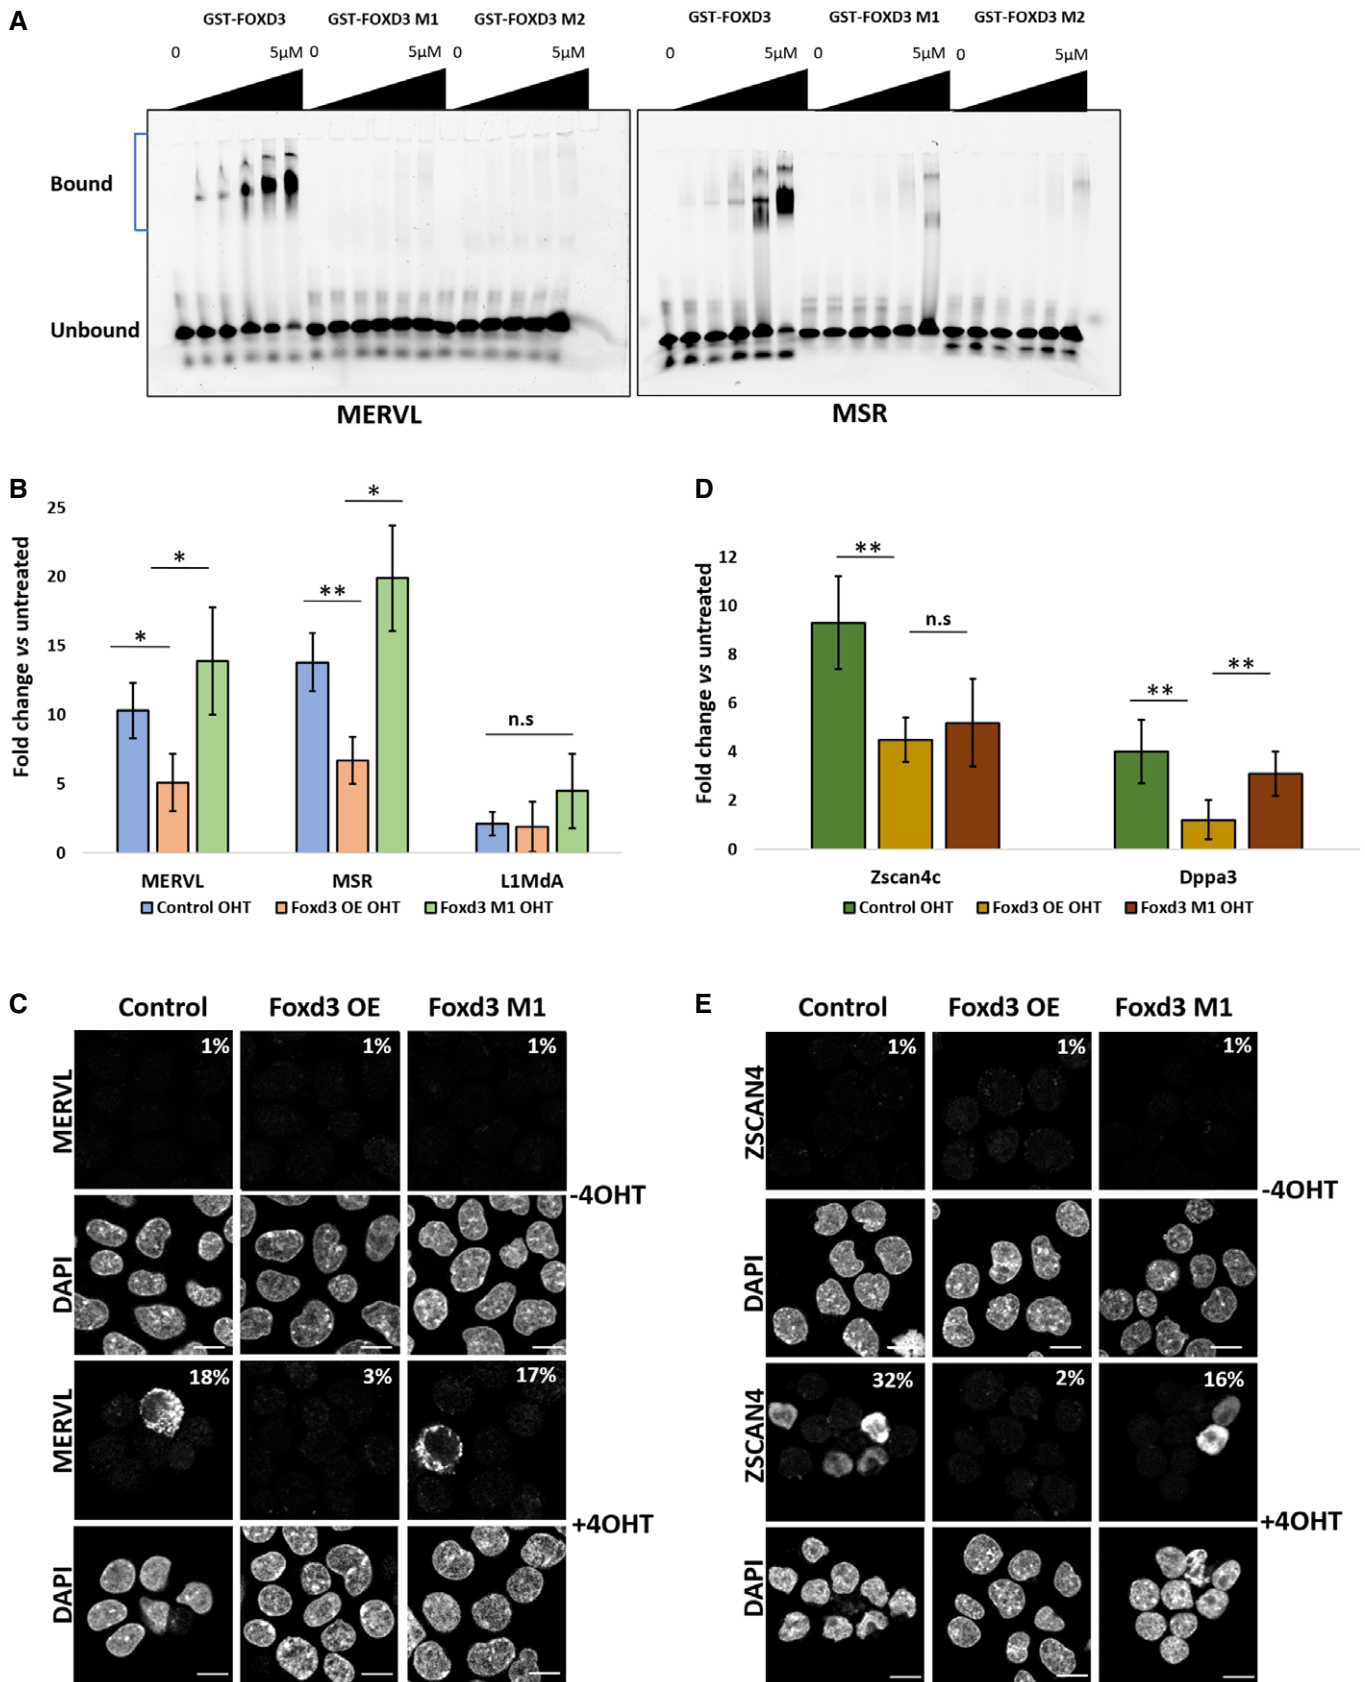 A
GST-FOXD3 GST-FOXD3 M1 GST-FOXD3 M2
0 5µM 0 5µM 0 5µM
Bound
Unbound
MERVL
GST-FOXD3 GST-FOXD3 M1 GST-FOXD3 M2
0 5µM 0 5µM 0 5µM
MSR
B
Fold change vs untreated
25
20
15
10
5
0
* *
** *
n.s
MERVL MSR L1MdA
Control OHT Foxd3 OE OHT Foxd3 M1 OHT
D
Fold change vs untreated
12
10
8
6
4
2
0
** n.s
** **
Zscan4c Dppa3
Control OHT Foxd3 OE OHT Foxd3 M1 OHT
C
Control Foxd3 OE Foxd3 M1
MERVL
1% 1% 1%
-4OHT
DAPI
MERVL
18% 3% 17%
+4OHT
DAPI
E
Control Foxd3 OE Foxd3 M1
ZSCAN4
1% 1% 1%
-4OHT
DAPI
ZSCAN4
32% 2% 16%
+4OHT
DAPI